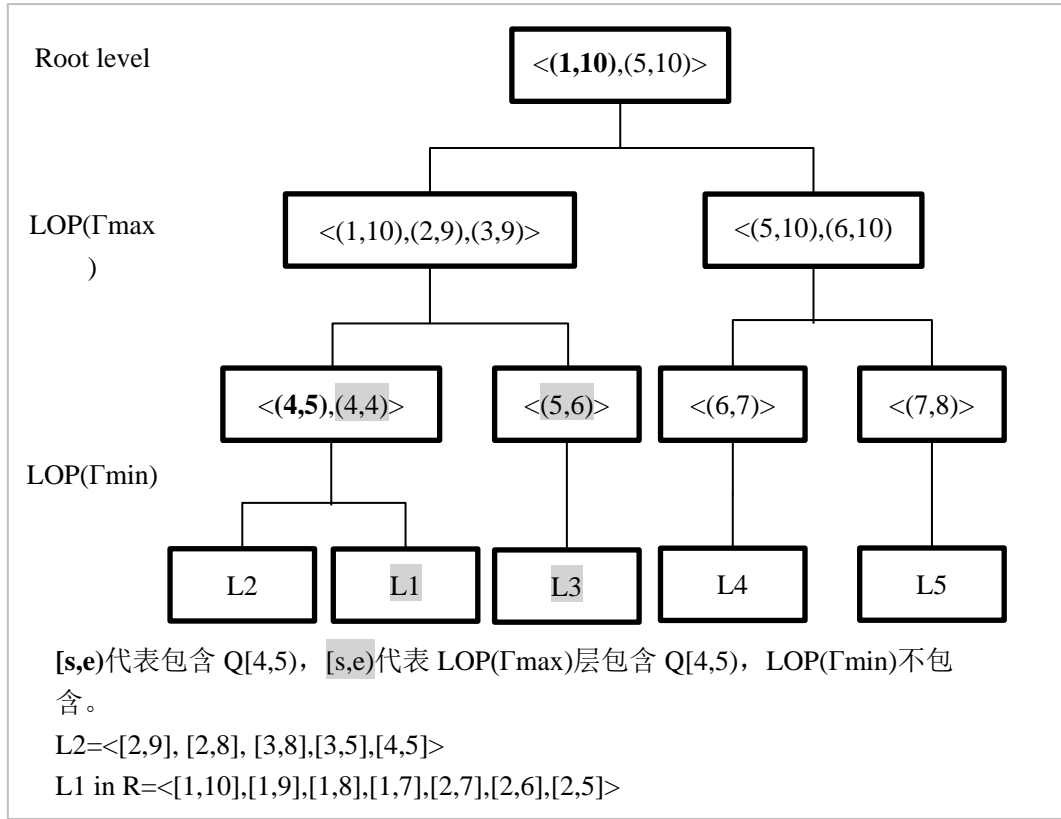 Root level
<(1,10),(5,10)>
LOP(Γmax
)
<(1,10),(2,9),(3,9)>
<(5,10),(6,10)
<(4,5),(4,4)>
<(5,6)>
<(6,7)>
<(7,8)>
LOP(Γmin)
L2
L1
L3
L4
L5
[s,e)代表包含 Q[4,5)，[s,e)代表 LOP(Γmax)层包含 Q[4,5)，LOP(Γmin)不包
含。
L2=<[2,9], [2,8], [3,8],[3,5],[4,5]>
L1 in R=<[1,10],[1,9],[1,8],[1,7],[2,7],[2,6],[2,5]>